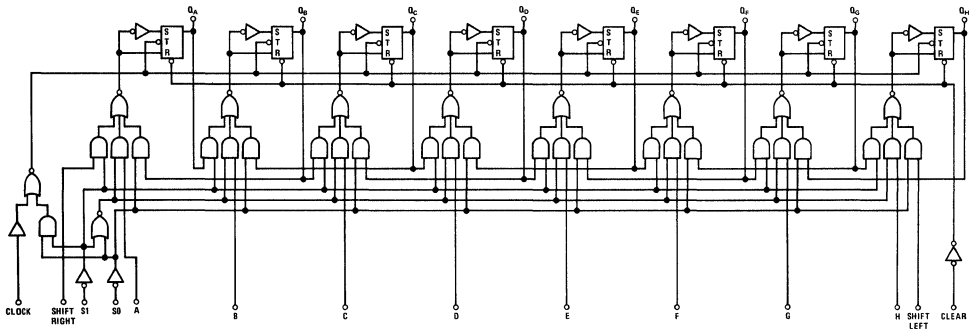 QA QB QC QD QE QF QG QH
S S S S S S S S
T T T T T T T T
R R R R R R R R
CLOCK SHIFT RIGHT S1 S0 A B C D E F G H SHIFT LEFT CLEAR